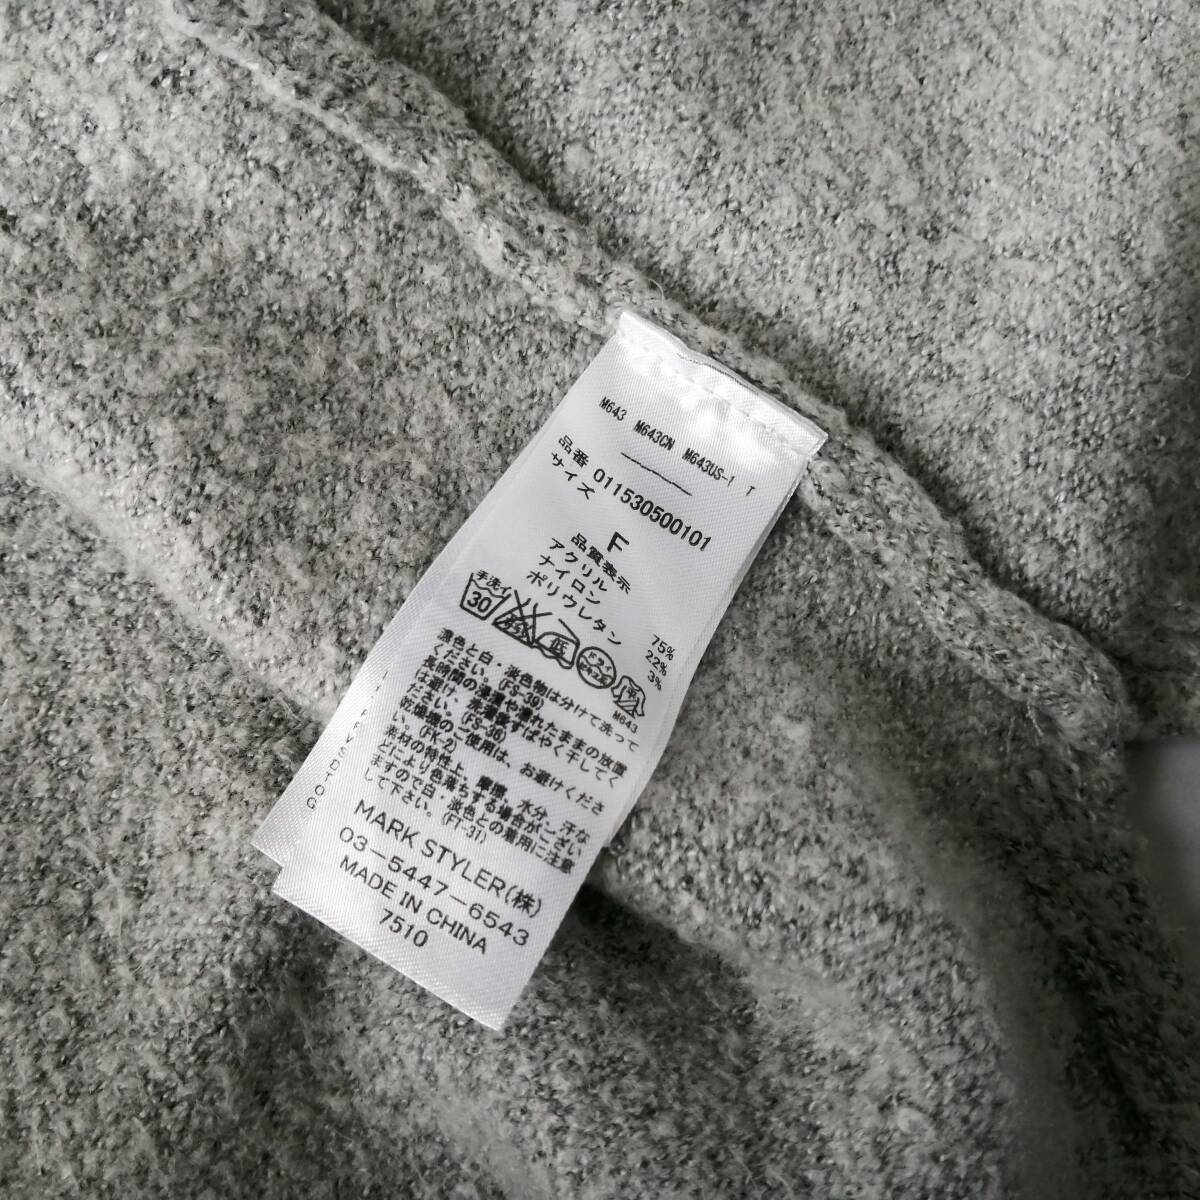 M643 M643CN M643US-1 T
品番 011530500101
サイズ
F
品質表示
アクリル 75%
ナイロン 22%
ポリウレタン 3%
手洗イ
30
低
ドライ
M643
濃色と白・淡色物は分けて洗って
ください。(FS-39)
長時間の浸漬や濡れたままの放置
は避け、洗濯後すばやく干してく
ださい。(FS-36)
乾燥機のご使用は、お避けくださ
い。(FK-2)
素材の特性上、摩擦、水分、汗な
どにより色落ちする場合がござい
ますので白・淡色との着用に注意
して下さい。(FI-31)
MARK STYLER(株)
03-5447-6543
MADE IN CHINA
7510